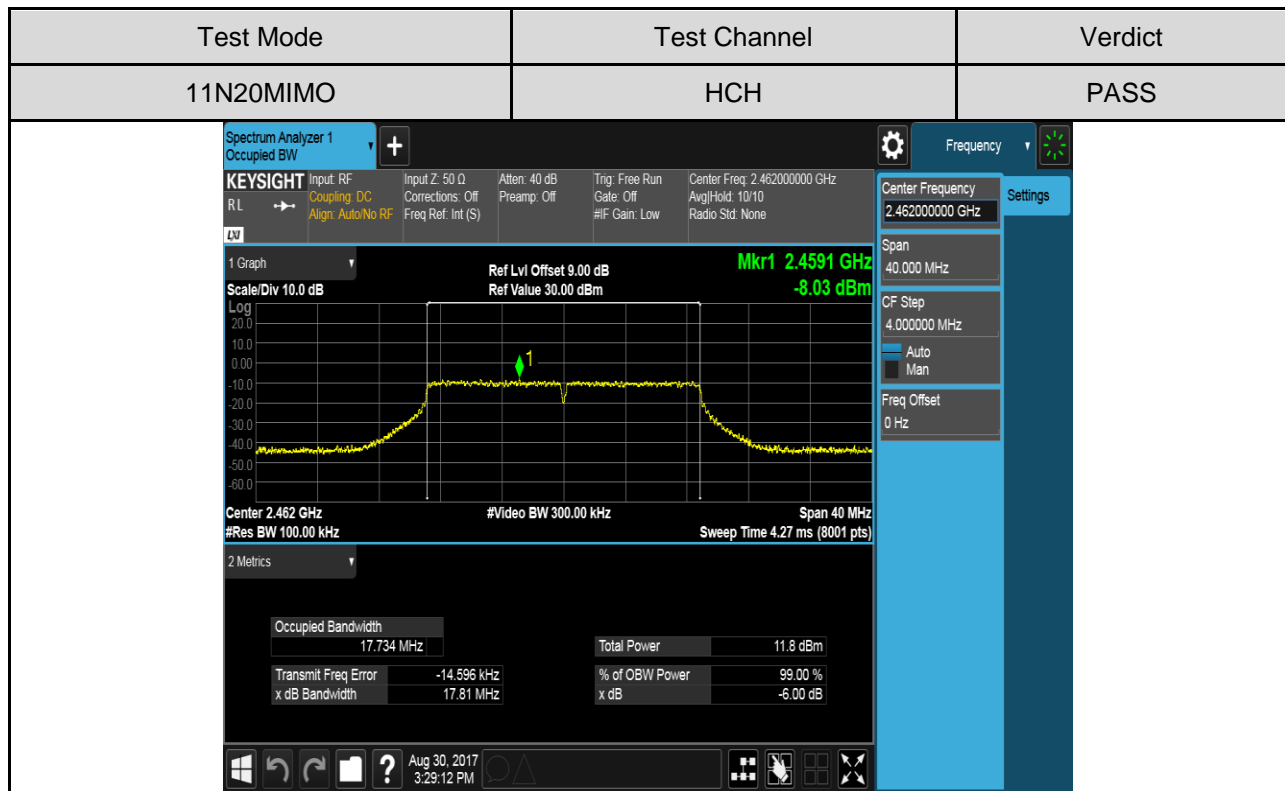 Test Mode Test Channel Verdict
11N20MIMO HCH PASS
Spectrum Analyzer 1
Occupied BW
+
Frequency
KEYSIGHT
R L
LXI
Input: RF
Coupling: DC
Align: Auto/No RF
Input Z: 50 Ω
Corrections: Off
Freq Ref: Int (S)
Atten: 40 dB
Preamp: Off
Trig: Free Run
Gate: Off
#IF Gain: Low
Center Freq: 2.462000000 GHz
Avg|Hold: 10/10
Radio Std: None
Center Frequency
2.462000000 GHz
Settings
Span
40.000 MHz
CF Step
4.000000 MHz
Auto
Man
Freq Offset
0 Hz
1 Graph
Scale/Div 10.0 dB
Ref Lvl Offset 9.00 dB
Ref Value 30.00 dBm
Mkr1 2.4591 GHz
-8.03 dBm
Log
20.0
10.0
0.00
-10.0
-20.0
-30.0
-40.0
-50.0
-60.0
1
Center 2.462 GHz #Video BW 300.00 kHz Span 40 MHz
#Res BW 100.00 kHz Sweep Time 4.27 ms (8001 pts)
2 Metrics
Occupied Bandwidth
17.734 MHz
Total Power 11.8 dBm
Transmit Freq Error -14.596 kHz % of OBW Power 99.00 %
x dB Bandwidth 17.81 MHz x dB -6.00 dB
?
Aug 30, 2017
3:29:12 PM